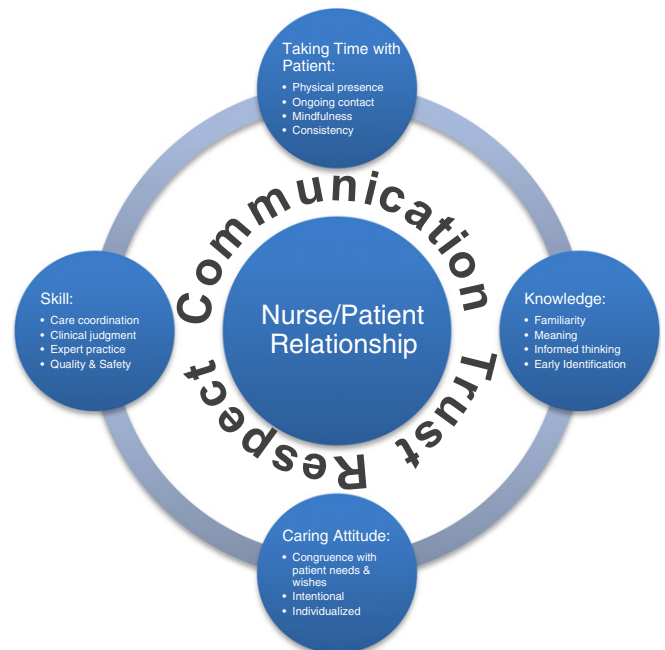 Taking Time with
Patient:
• Physical presence
• Ongoing contact
• Mindfulness
• Consistency
Communication Trust Respect
Nurse/Patient
Relationship
Skill:
• Care coordination
• Clinical judgment
• Expert practice
• Quality & Safety
Knowledge:
• Familiarity
• Meaning
• Informed thinking
• Early Identification
Caring Attitude:
• Congruence with
patient needs &
wishes
• Intentional
• Individualized